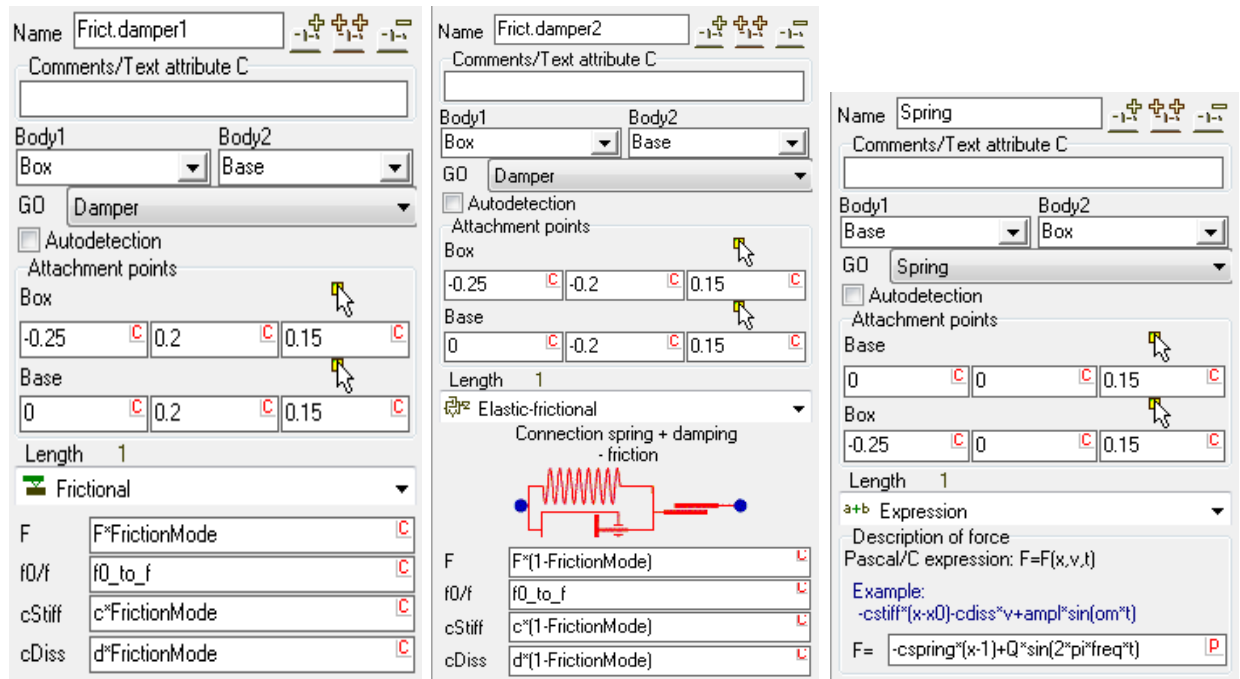 Name Frict.damper1
Comments/Text attribute C
Body1 Body2
Box Base
GO Damper
Autodetection
Attachment points
Box
-0.25 C 0.2 C 0.15 C
Base
0 C 0.2 C 0.15 C
Length 1
Frictional
F F*FrictionMode C
f0/f f0_to_f C
cStiff c*FrictionMode C
cDiss d*FrictionMode C
Name Frict.damper2
Comments/Text attribute C
Body1 Body2
Box Base
GO Damper
Autodetection
Attachment points
Box
-0.25 C -0.2 C 0.15 C
Base
0 C -0.2 C 0.15 C
Length 1
Elastic-frictional
Connection spring + damping
- friction
F F*(1-FrictionMode) C
f0/f f0_to_f C
cStiff c*(1-FrictionMode) C
cDiss d*(1-FrictionMode) C
Name Spring
Comments/Text attribute C
Body1 Body2
Base Box
GO Spring
Autodetection
Attachment points
Base
0 C 0 C 0.15 C
Box
-0.25 C 0 C 0.15 C
Length 1
a+b Expression
Description of force
Pascal/C expression: F=F(x,v,t)
Example:
-cstiff*(x-x0)-cdiss*v+ampl*sin(om*t)
F= -cspring*(x-1)+Q*sin(2*pi*freq*t) P